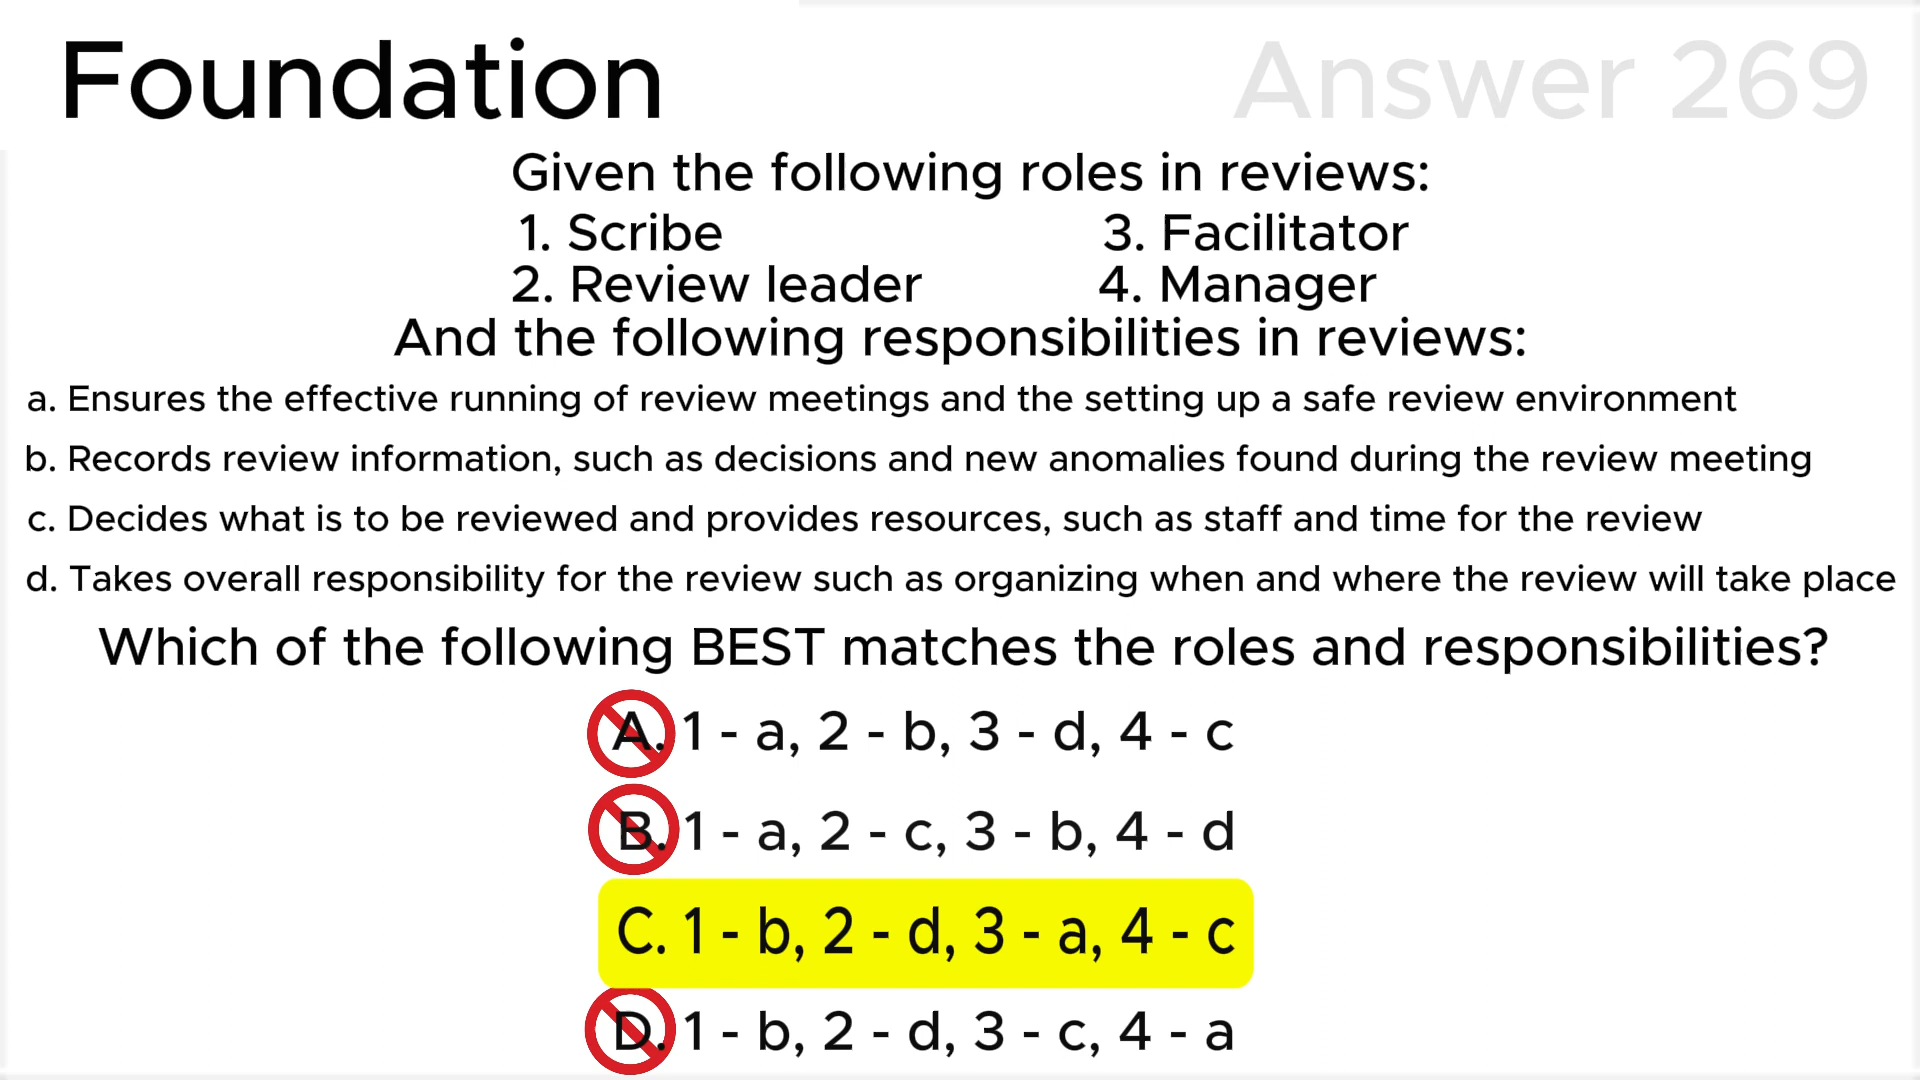 Foundation
Answer 269
Given the following roles in reviews:
1. Scribe
3. Facilitator
2. Review leader
4. Manager
And the following responsibilities in reviews:
a. Ensures the effective running of review meetings and the setting up a safe review environment
b. Records review information, such as decisions and new anomalies found during the review meeting
c. Decides what is to be reviewed and provides resources, such as staff and time for the review
d. Takes overall responsibility for the review such as organizing when and where the review will take place
Which of the following BEST matches the roles and responsibilities?
A. 1 - a, 2 - b, 3 - d, 4 - c
B. 1 - a, 2 - c, 3 - b, 4 - d
C. 1 - b, 2 - d, 3 - a, 4 - c
D. 1 - b, 2 - d, 3 - c, 4 - a